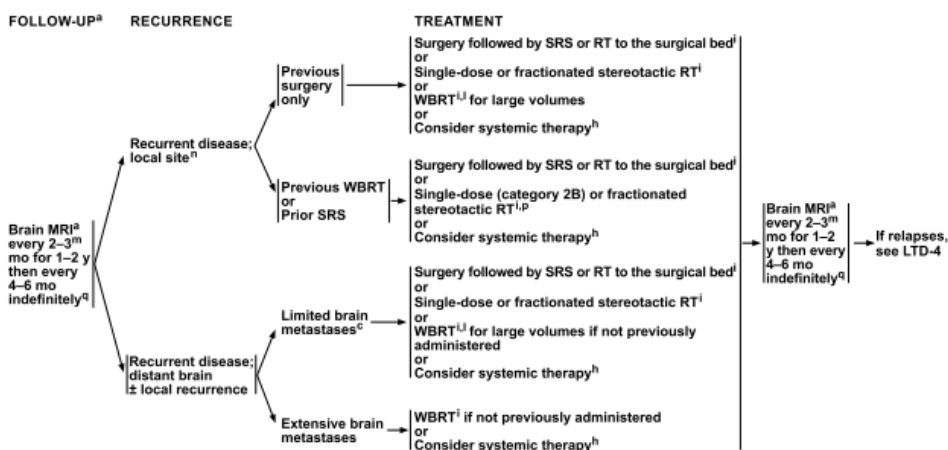 FOLLOW-UPᵃ RECURRENCE TREATMENT
Brain MRIᵃ
every 2–3ᵐ
mo for 1–2 y
then every
4–6 mo
indefinitelyᑫ
Recurrent disease;
local siteⁿ
Previous
surgery
only
Surgery followed by SRS or RT to the surgical bedⁱ
or
Single-dose or fractionated stereotactic RTⁱ
or
WBRTⁱ,ˡ for large volumes
or
Consider systemic therapyʰ
Previous WBRT
or
Prior SRS
Surgery followed by SRS or RT to the surgical bedⁱ
or
Single-dose (category 2B) or fractionated
stereotactic RTⁱ,ᵖ
or
Consider systemic therapyʰ
Recurrent disease;
distant brain
± local recurrence
Limited brain
metastasesᶜ
Surgery followed by SRS or RT to the surgical bedⁱ
or
Single-dose or fractionated stereotactic RTⁱ
or
WBRTⁱ,ˡ for large volumes if not previously
administered
or
Consider systemic therapyʰ
Extensive brain
metastases
WBRTⁱ if not previously administered
or
Consider systemic therapyʰ
Brain MRIᵃ
every 2–3ᵐ
mo for 1–2
y then every
4–6 mo
indefinitelyᑫ
If relapses,
see LTD-4